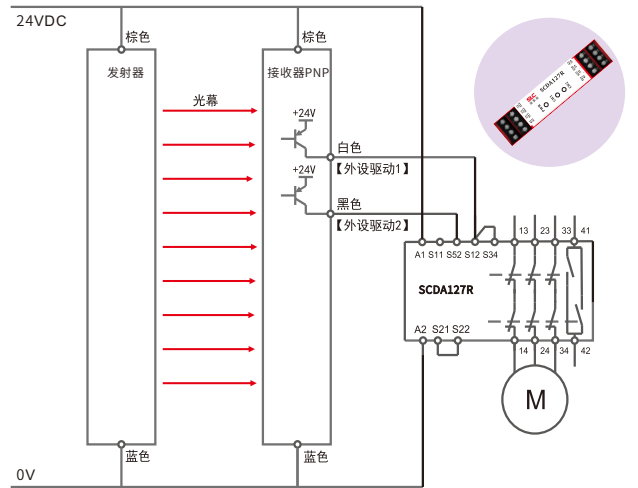 24VDC
棕色
棕色
发射器
接收器PNP
光幕
+24V
白色
【外设驱动1】
+24V
黑色
【外设驱动2】
13 23 33 41
A1 S11 S52 S12 S34
SCDA127R
A2 S21 S22
14 24 34 42
M
蓝色
蓝色
0V
SCDA127R